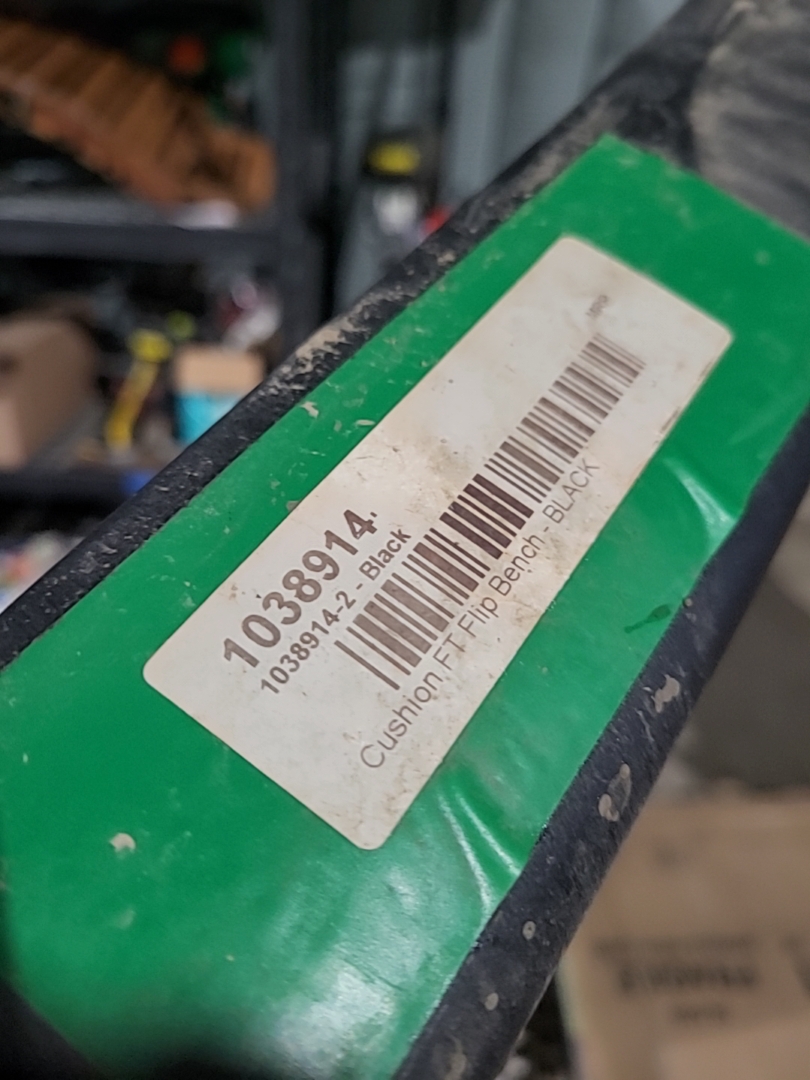 1038914
1038914-2 - Black
Cushion FT Flip Bench - BLACK